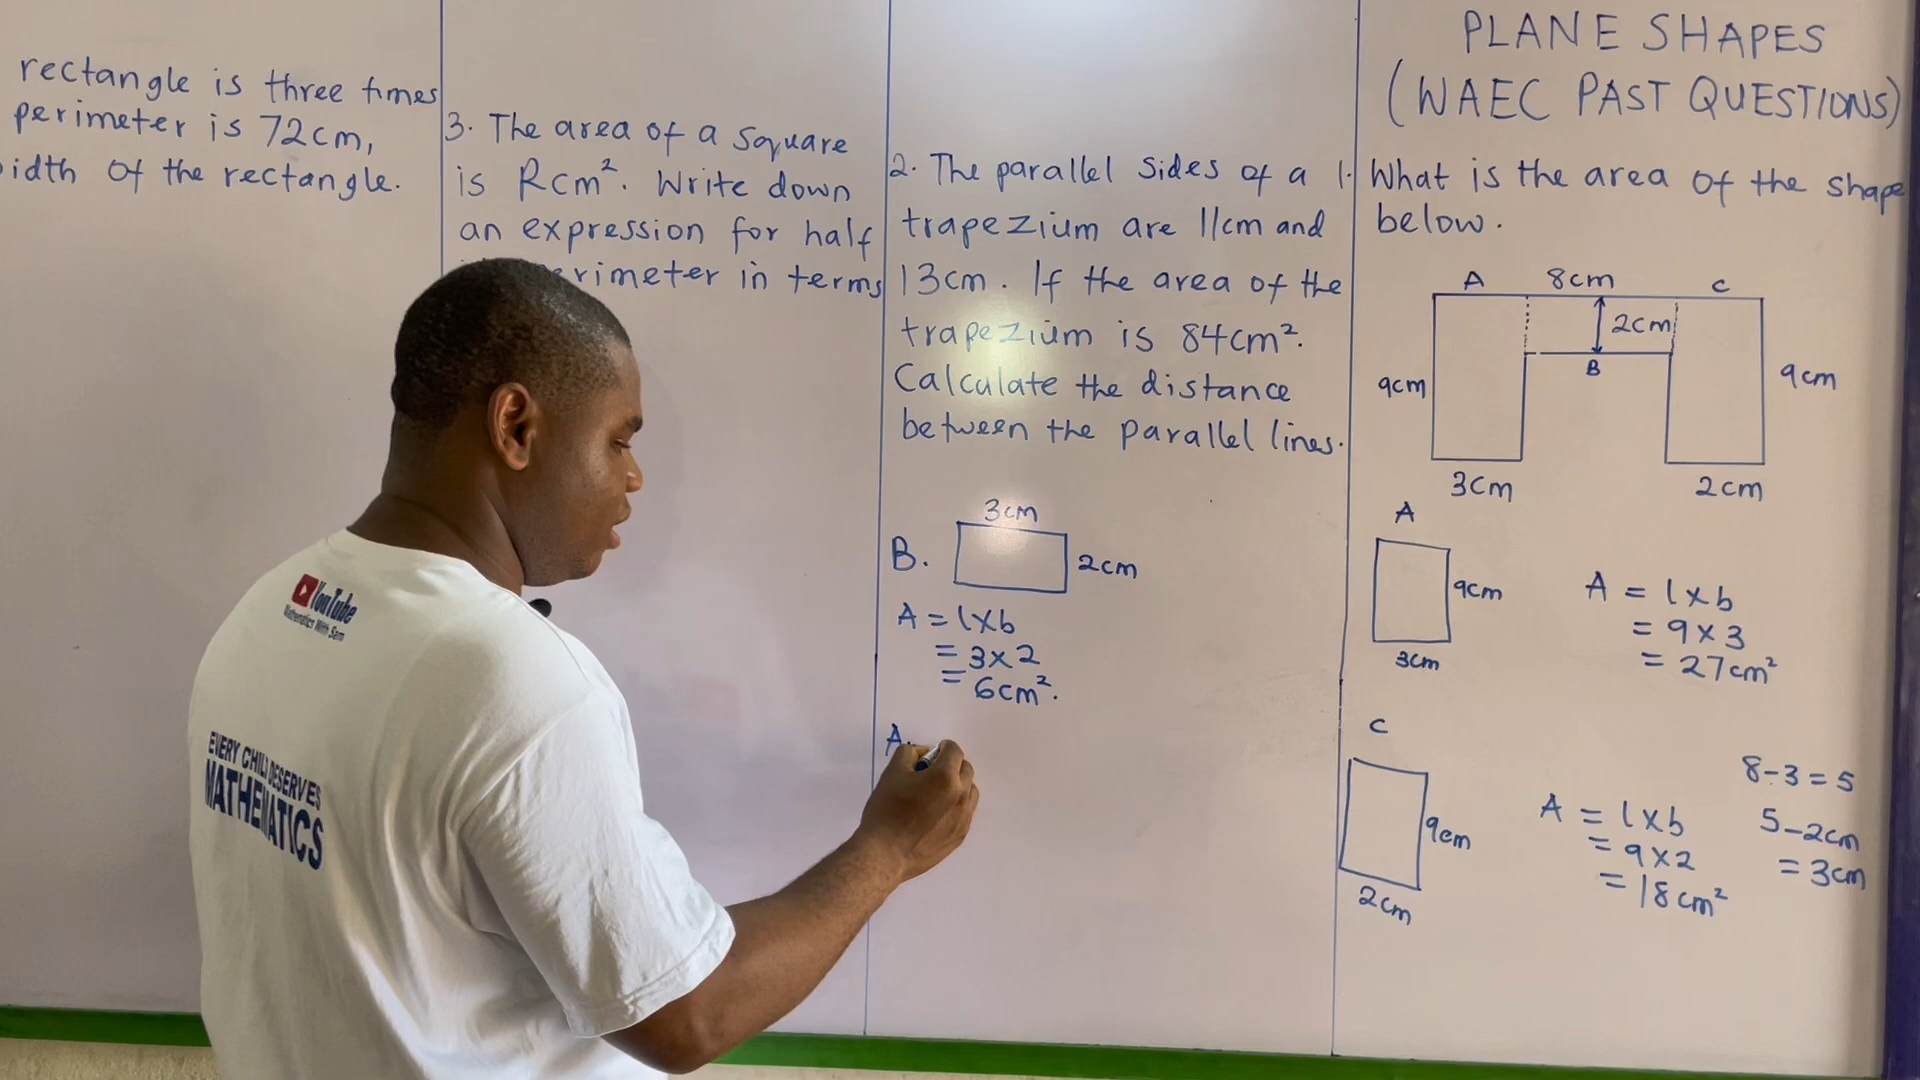 PLANE SHAPES
(WAEC PAST QUESTIONS)
1. What is the area of the shape
below.
A 8cm C
2cm
B
9cm
9cm
3cm
2cm
A
9cm
3cm
A = l x b
= 9 x 3
= 27cm²
C
9cm
2cm
A = l x b
= 9 x 2
= 18cm²
8-3 = 5
5-2cm
= 3cm
2. The parallel sides of a
trapezium are 11cm and
13cm. If the area of the
trapezium is 84cm².
Calculate the distance
between the parallel lines.
3cm
B.
2cm
A = l x b
= 3 x 2
= 6cm².
A
3. The area of a square
is Rcm². Write down
an expression for half
rimeter in terms
rectangle is three times
perimeter is 72cm,
idth of the rectangle.
YouTube
Mathematics With Sam
EVERY CHILD DESERVES
MATHEMATICS